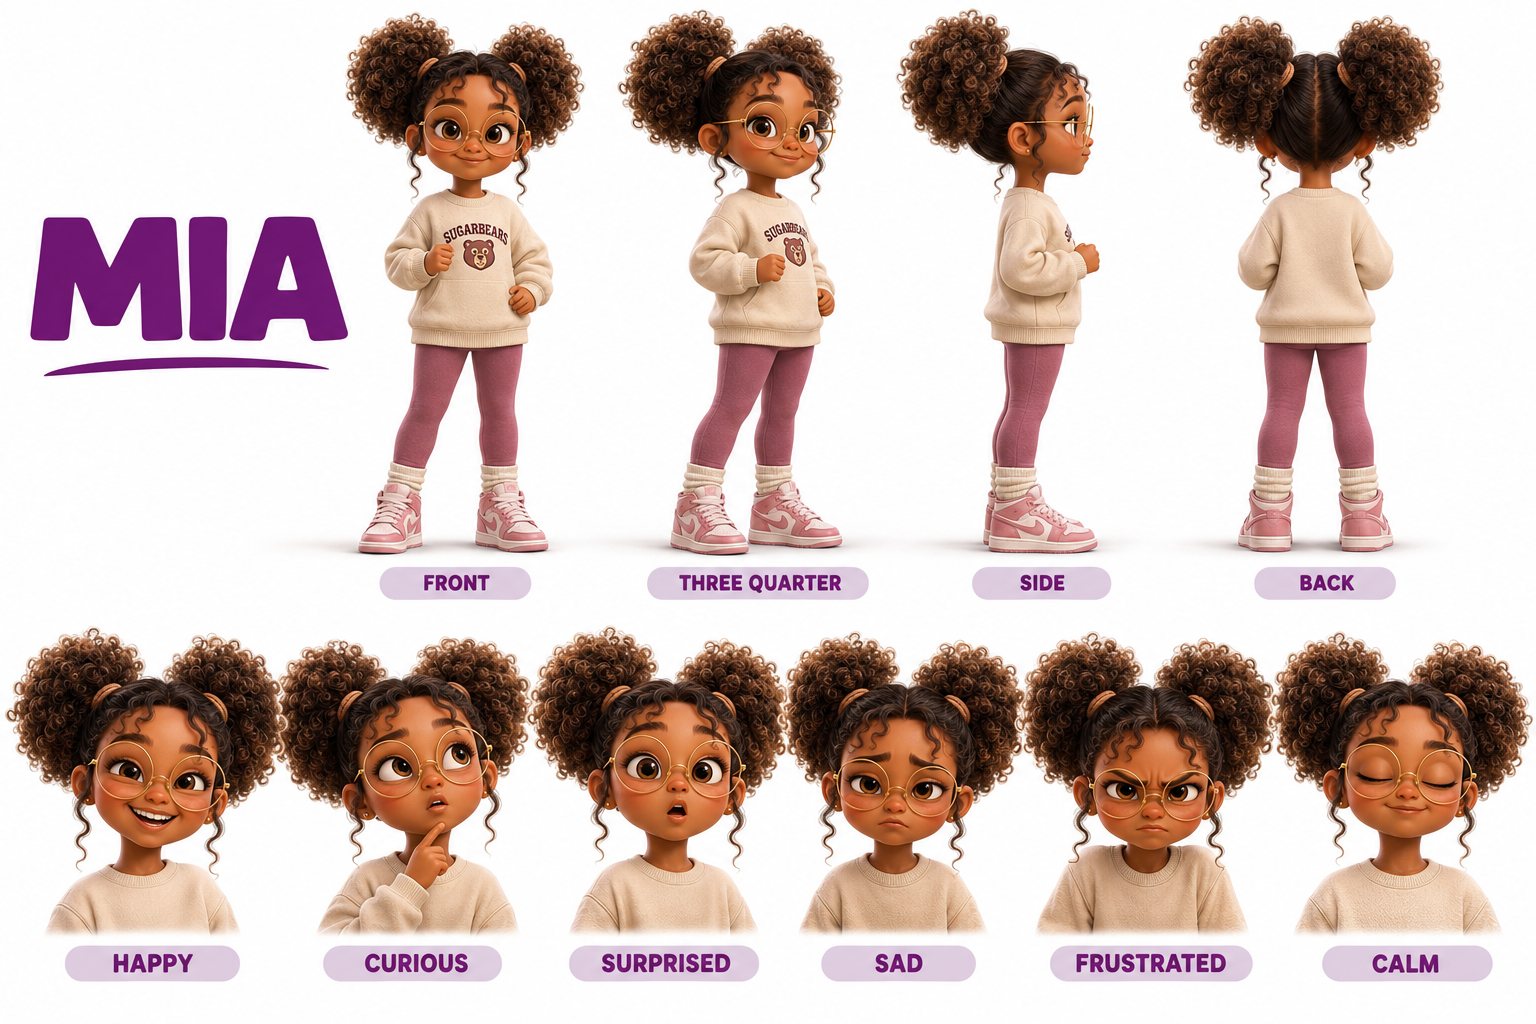 MIA
SUGARBEARS
SUGARBEARS
FRONT
THREE QUARTER
SIDE
BACK
HAPPY
CURIOUS
SURPRISED
SAD
FRUSTRATED
CALM